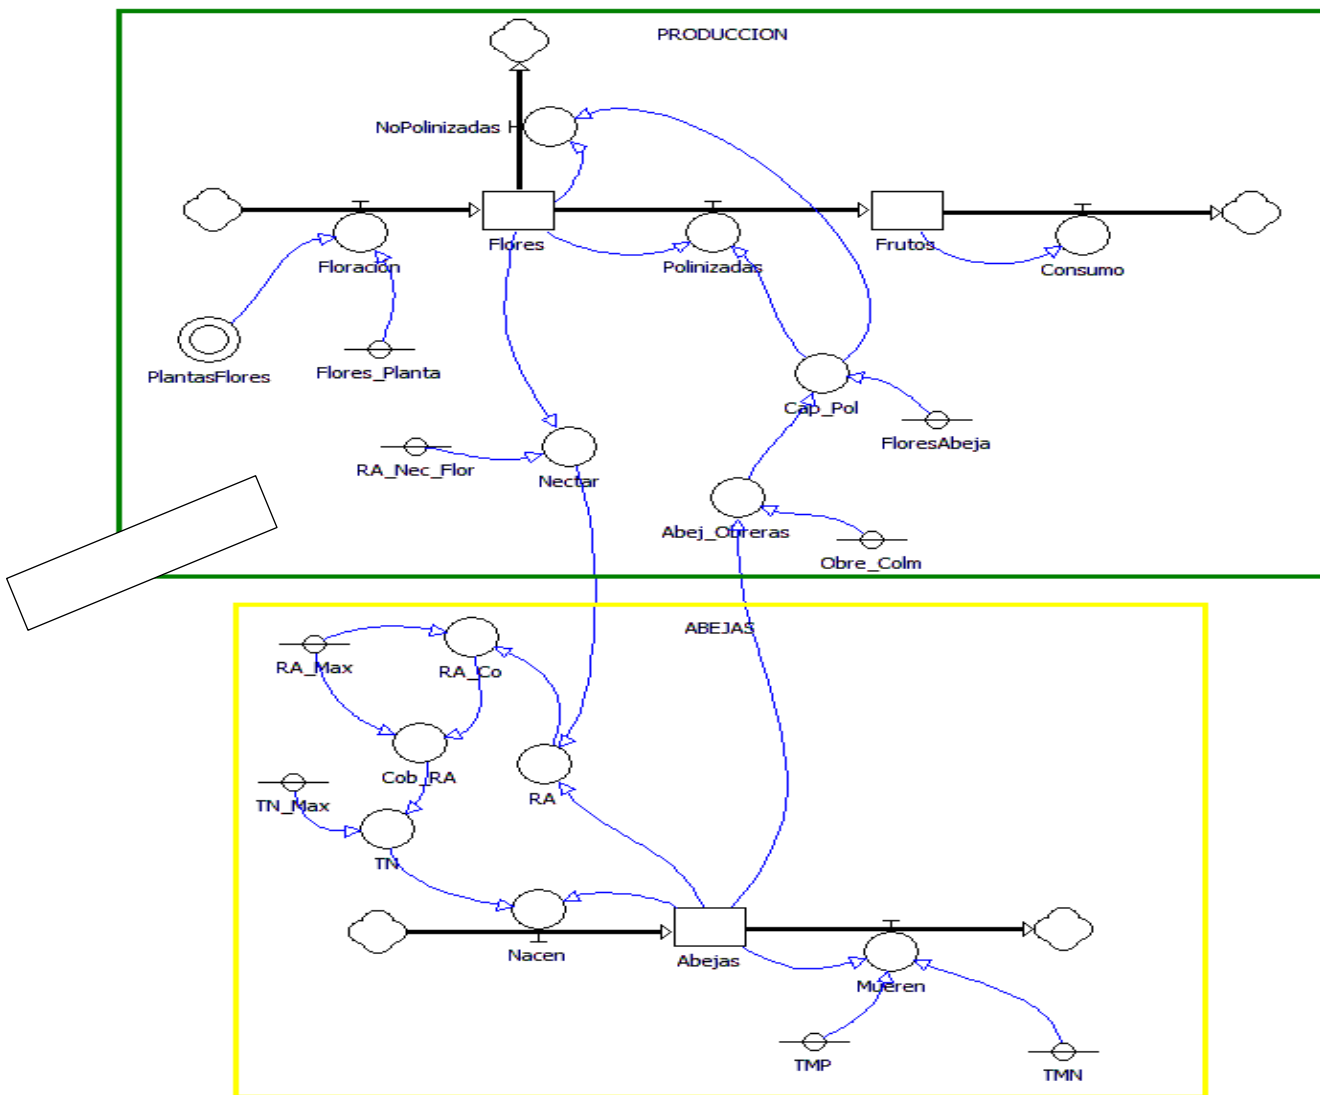 PRODUCCION
NoPolinizadas
Flores
Frutos
Floracion
Polinizadas
Consumo
PlantasFlores
Flores_Planta
Cap_Pol
FloresAbeja
RA_Nec_Flor
Nectar
Abej_Obreras
Obre_Colm
ABEJAS
RA_Max
RA_Co
Cob_RA
TN_Max
RA
TN
Nacen
Abejas
Mueren
TMP
TMN